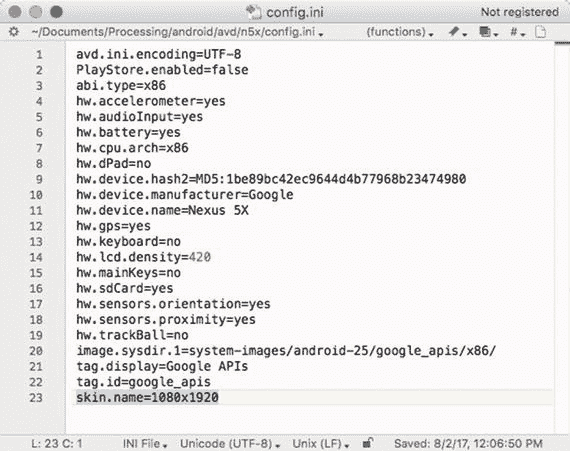 config.ini
Not registered
~/Documents/Processing/android/avd/n5x/config.ini
(functions)
#
1 avd.ini.encoding=UTF-8
2 PlayStore.enabled=false
3 abi.type=x86
4 hw.accelerometer=yes
5 hw.audioInput=yes
6 hw.battery=yes
7 hw.cpu.arch=x86
8 hw.dPad=no
9 hw.device.hash2=MD5:1be89bc42ec9644d4b77968b23474980
10 hw.device.manufacturer=Google
11 hw.device.name=Nexus 5X
12 hw.gps=yes
13 hw.keyboard=no
14 hw.lcd.density=420
15 hw.mainKeys=no
16 hw.sdCard=yes
17 hw.sensors.orientation=yes
18 hw.sensors.proximity=yes
19 hw.trackBall=no
20 image.sysdir.1=system-images/android-25/google_apis/x86/
21 tag.display=Google APIs
22 tag.id=google_apis
23 skin.name=1080x1920
L: 23 C: 1 INI File Unicode (UTF-8) Unix (LF) Saved: 8/2/17, 12:06:50 PM